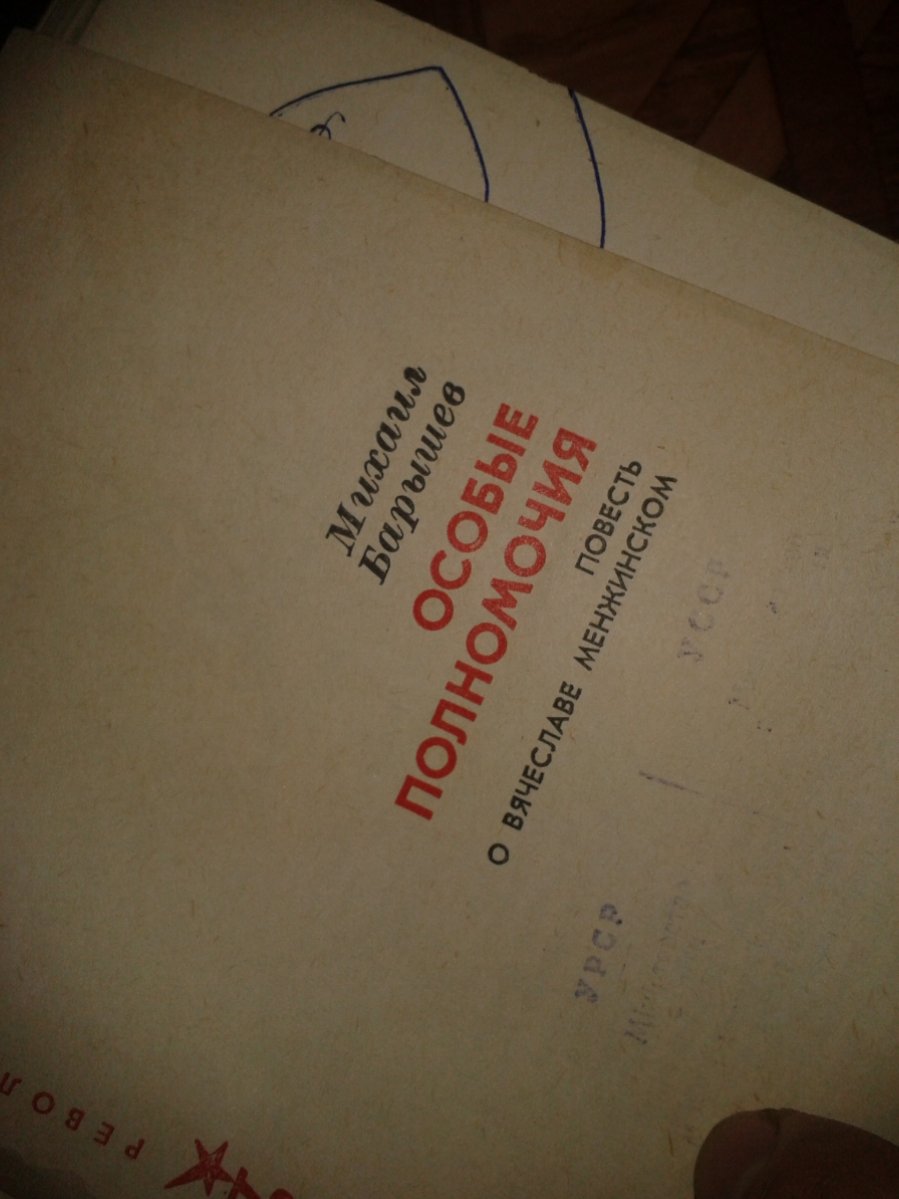 Михаил
Барышев
ОСОБЫЕ
ПОЛНОМОЧИЯ
ПОВЕСТЬ
О ВЯЧЕСЛАВЕ МЕНЖИНСКОМ
УРСР
УССР
РЕВОЛ